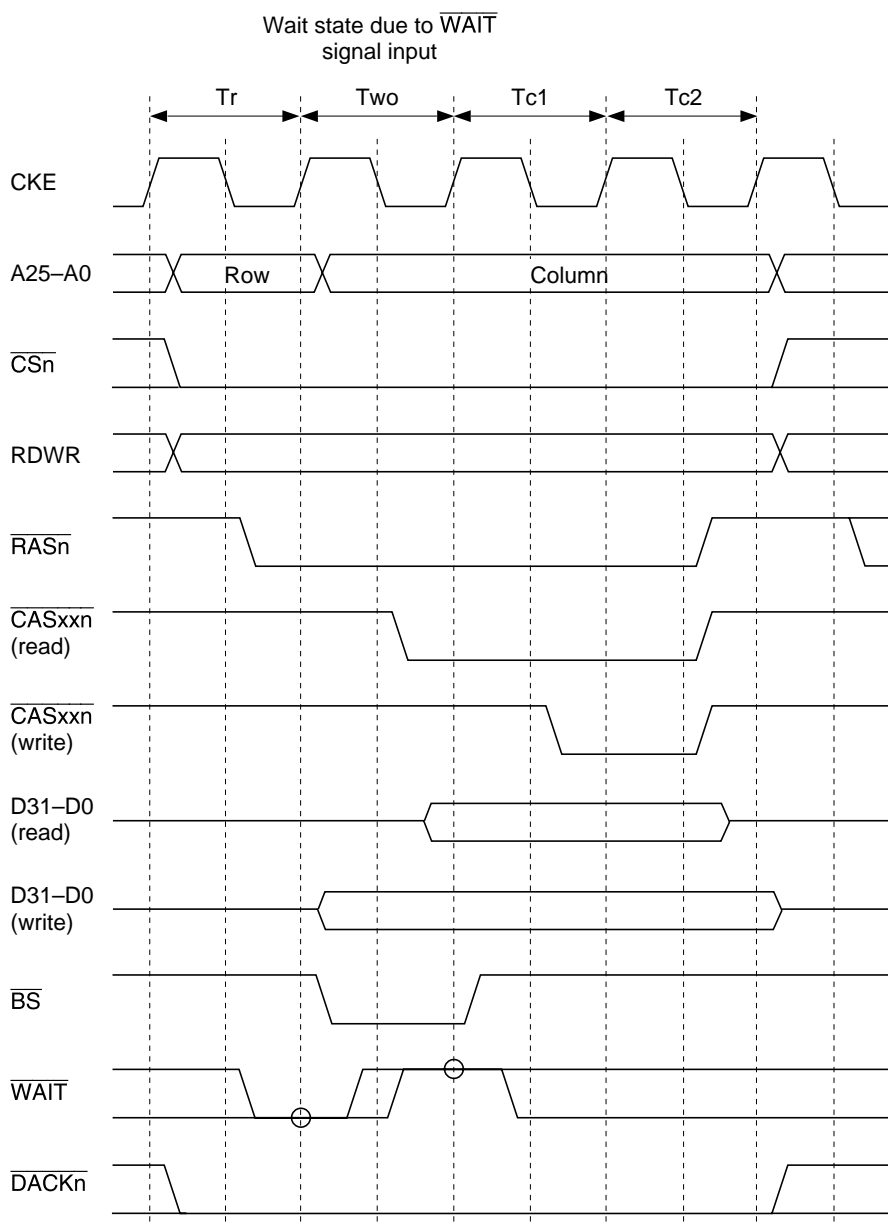 Wait state due to WAIT
signal input
Tr Two Tc1 Tc2
CKE
A25–A0 Row Column
CSn
RDWR
RASn
CASxxn
(read)
CASxxn
(write)
D31–D0
(read)
D31–D0
(write)
BS
WAIT
DACKn